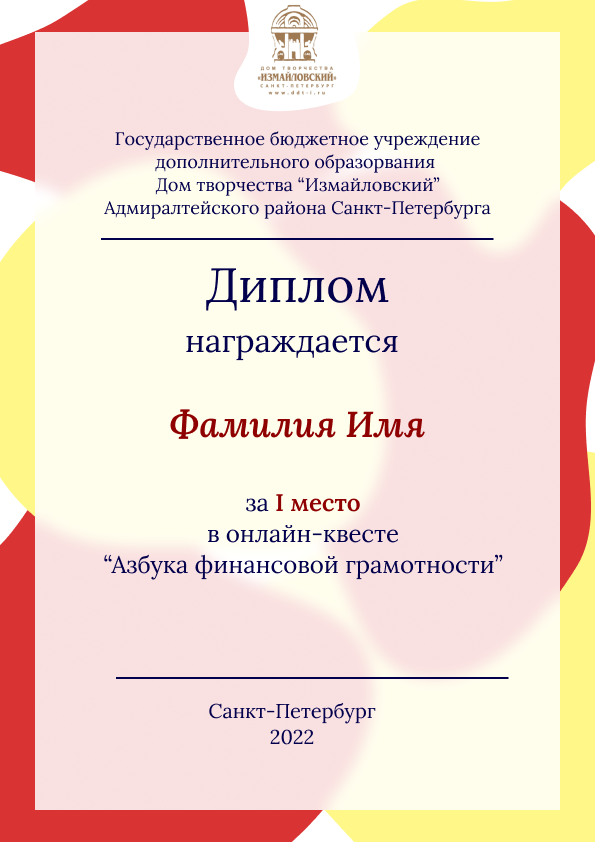 ДОМ ТВОРЧЕСТВА
«ИЗМАЙЛОВСКИЙ»
САНКТ-ПЕТЕРБУРГ
www.ddt-i.ru
Государственное бюджетное учреждение
дополнительного образорвания
Дом творчества “Измайловский”
Адмиралтейского района Санкт-Петербурга
Диплом
награждается
Фамилия Имя
за I место
в онлайн-квесте
“Азбука финансовой грамотности”
Санкт-Петербург
2022